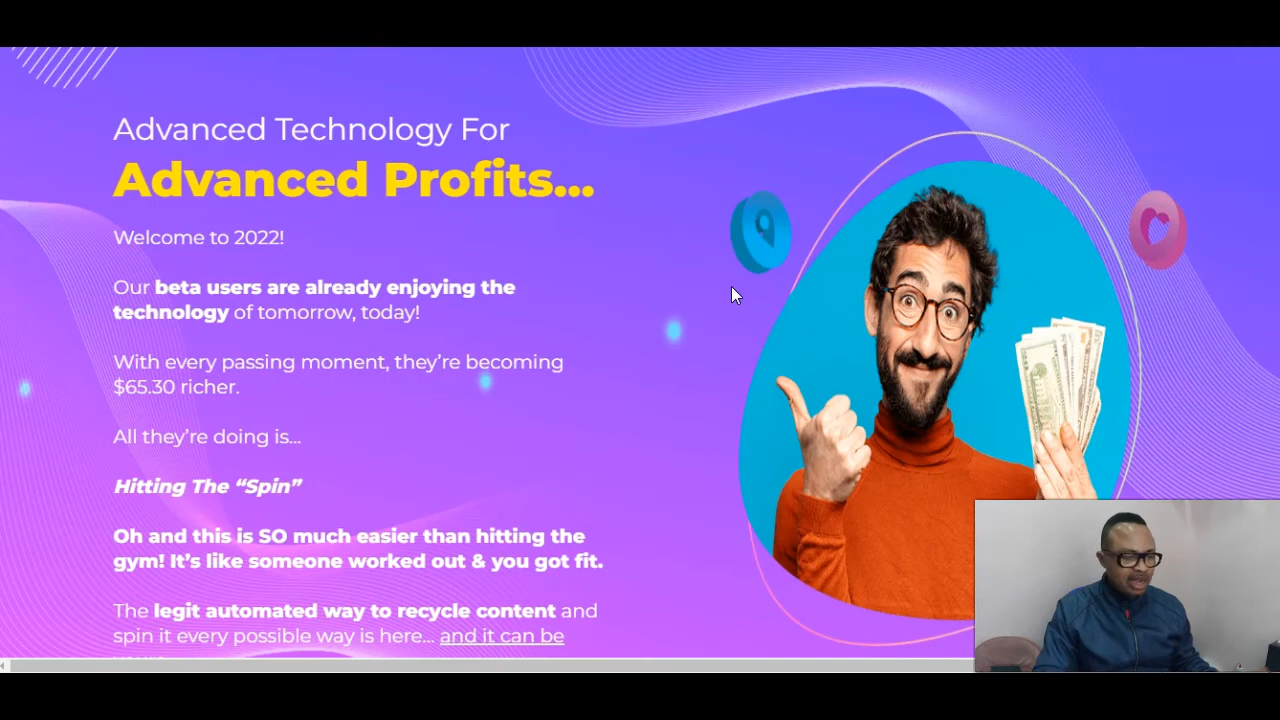 Advanced Technology For
Advanced Profits...
Welcome to 2022!
Our beta users are already enjoying the
technology of tomorrow, today!
With every passing moment, they're becoming
$65.30 richer.
All they're doing is...
Hitting The “Spin”
Oh and this is SO much easier than hitting the
gym! It's like someone worked out & you got fit.
The legit automated way to recycle content and
spin it every possible way is here... and it can be